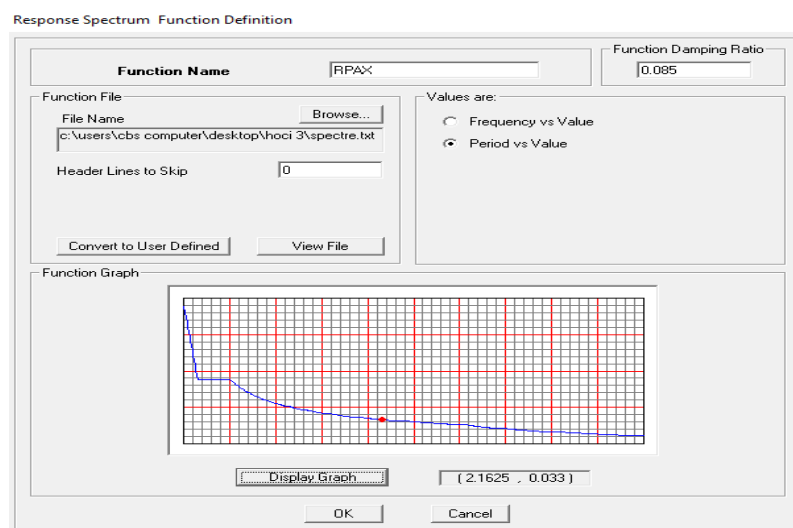 Response Spectrum Function Definition
Function Damping Ratio
Function Name RPAX 0.085
Function File
Values are:
File Name Browse...
Frequency vs Value
c:\users\cbs computer\desktop\hoci 3\spectre.txt
Period vs Value
Header Lines to Skip 0
Convert to User Defined View File
Function Graph
Display Graph (2.1625 , 0.033)
OK Cancel